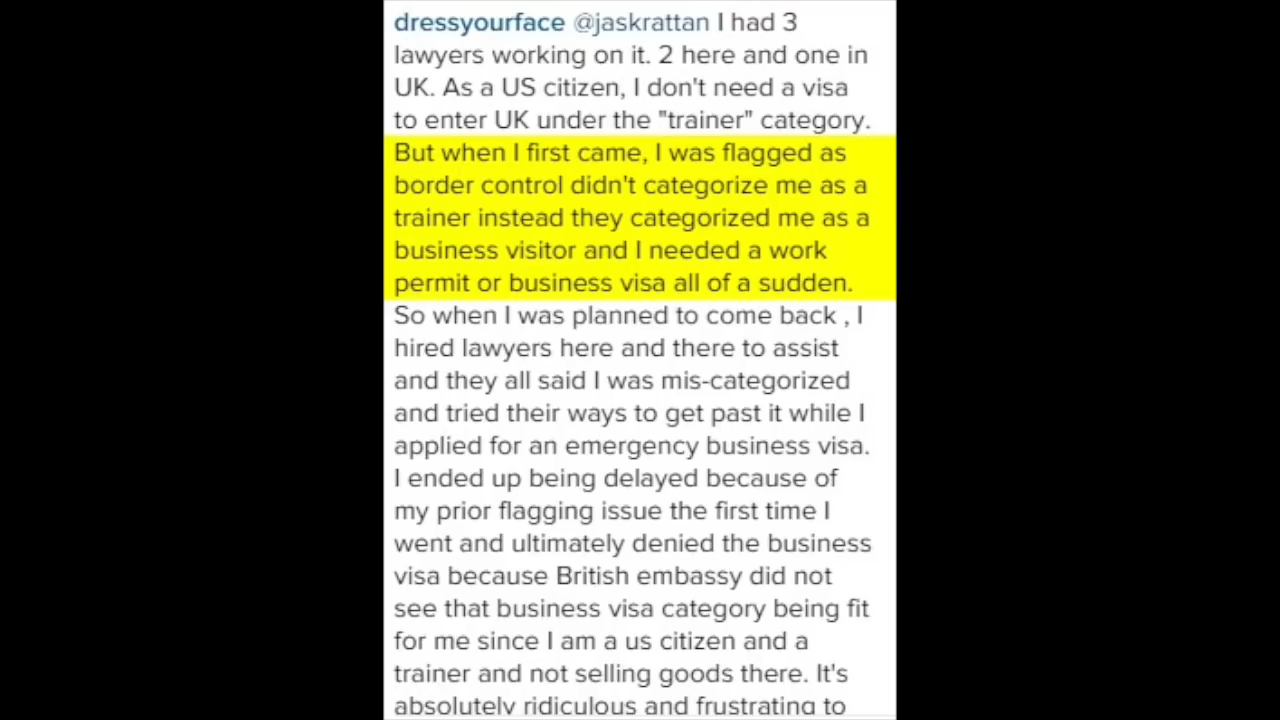 dressyourface @jaskrattan I had 3
lawyers working on it. 2 here and one in
UK. As a US citizen, I don't need a visa
to enter UK under the "trainer" category.
But when I first came, I was flagged as
border control didn't categorize me as a
trainer instead they categorized me as a
business visitor and I needed a work
permit or business visa all of a sudden.
So when I was planned to come back , I
hired lawyers here and there to assist
and they all said I was mis-categorized
and tried their ways to get past it while I
applied for an emergency business visa.
I ended up being delayed because of
my prior flagging issue the first time I
went and ultimately denied the business
visa because British embassy did not
see that business visa category being fit
for me since I am a us citizen and a
trainer and not selling goods there. It's
absolutely ridiculous and frustrating to